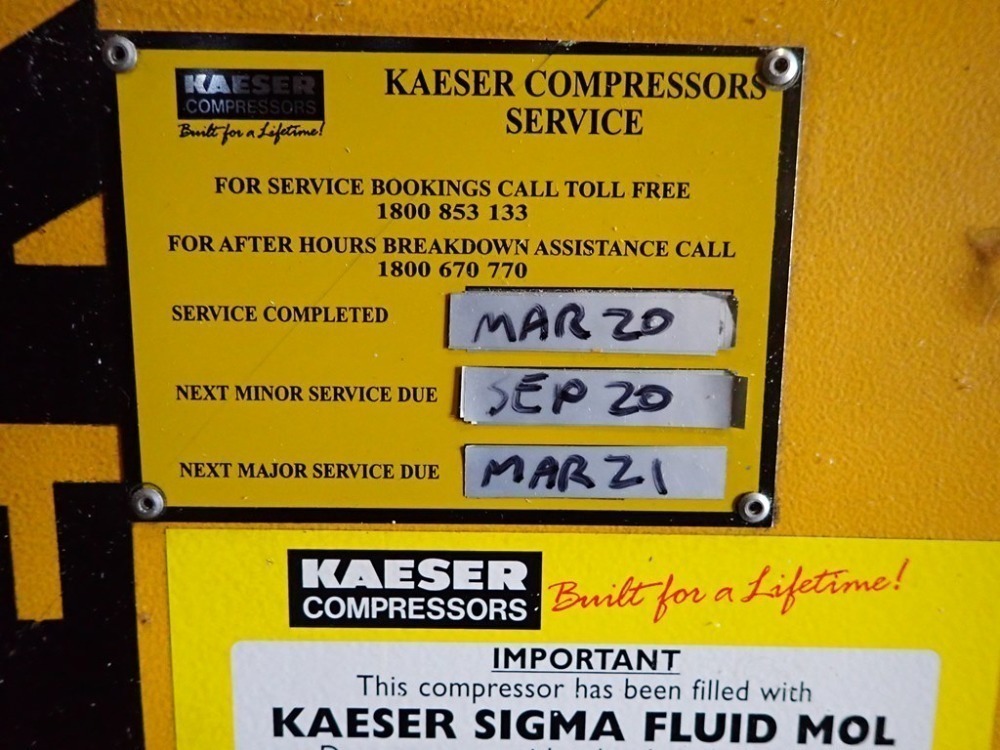 KAESER
COMPRESSORS
Built for a Lifetime!
KAESER COMPRESSORS
SERVICE
FOR SERVICE BOOKINGS CALL TOLL FREE
1800 853 133
FOR AFTER HOURS BREAKDOWN ASSISTANCE CALL
1800 670 770
SERVICE COMPLETED MAR 20
NEXT MINOR SERVICE DUE SEP 20
NEXT MAJOR SERVICE DUE MAR 21
KAESER
COMPRESSORS
Built for a Lifetime!
IMPORTANT
This compressor has been filled with
KAESER SIGMA FLUID MOL